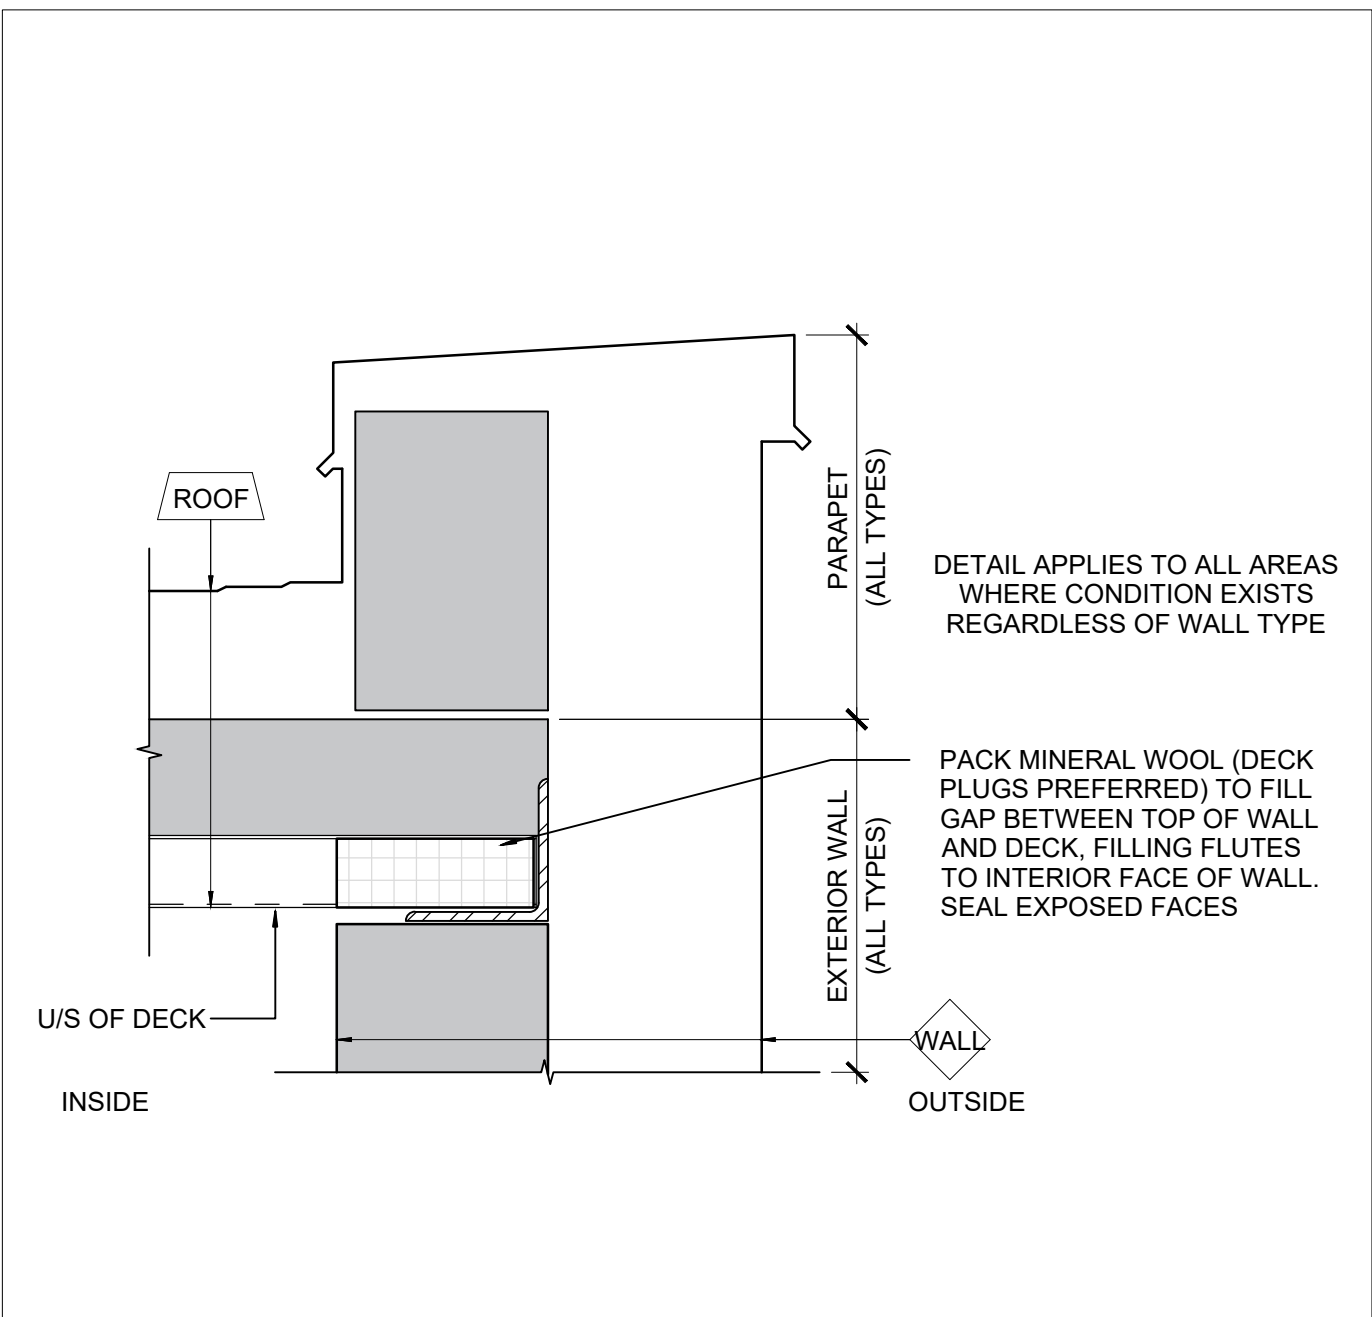 ROOF
PARAPET
(ALL TYPES)
DETAIL APPLIES TO ALL AREAS
WHERE CONDITION EXISTS
REGARDLESS OF WALL TYPE
PACK MINERAL WOOL (DECK
PLUGS PREFERRED) TO FILL
GAP BETWEEN TOP OF WALL
AND DECK, FILLING FLUTES
TO INTERIOR FACE OF WALL.
SEAL EXPOSED FACES
EXTERIOR WALL
(ALL TYPES)
U/S OF DECK
WALL
INSIDE
OUTSIDE